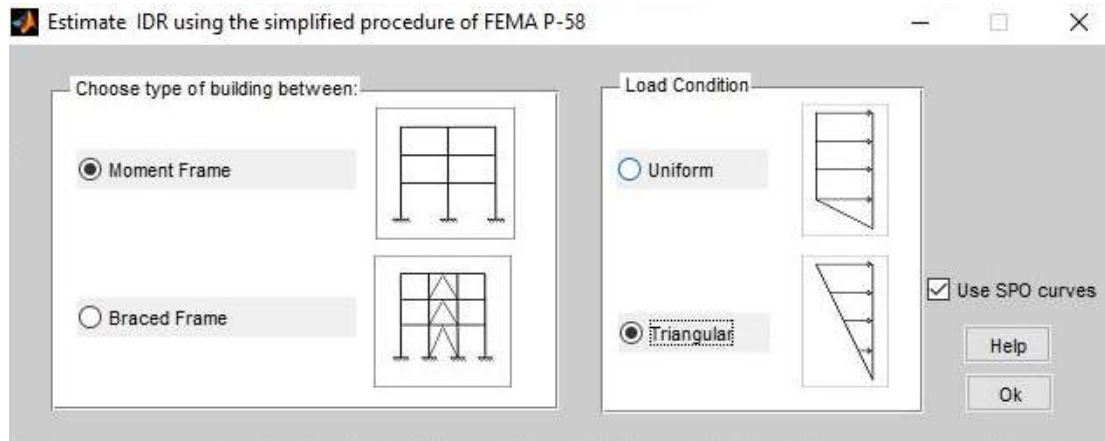 Estimate IDR using the simplified procedure of FEMA P-58
Choose type of building between:
Moment Frame
Braced Frame
Load Condition
Uniform
Triangular
Use SPO curves
Help
Ok